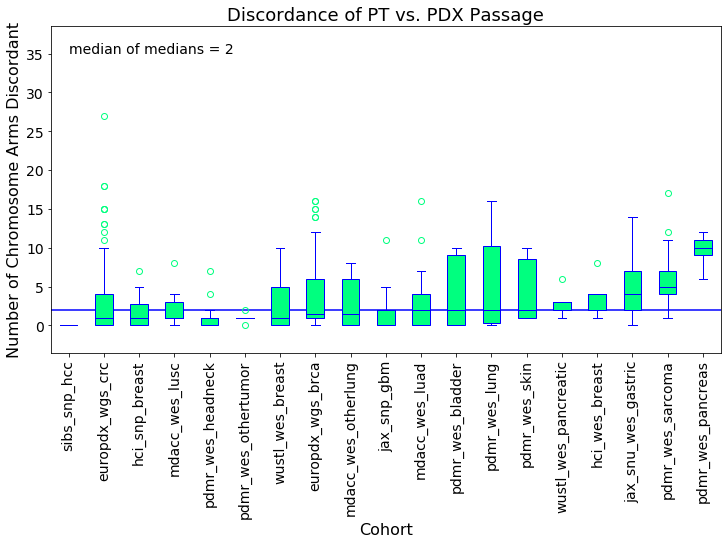 Discordance of PT vs. PDX Passage
median of medians = 2
Number of Chromosome Arms Discordant
35
30
25
20
15
10
5
0
sibs_snp_hcc
europdx_wgs_crc
hci_snp_breast
mdacc_wes_lusc
pdmr_wes_headneck
pdmr_wes_othertumor
wustl_wes_breast
europdx_wgs_brca
mdacc_wes_otherlung
jax_snp_gbm
mdacc_wes_luad
pdmr_wes_bladder
pdmr_wes_lung
pdmr_wes_skin
wustl_wes_pancreatic
hci_wes_breast
jax_snu_wes_gastric
pdmr_wes_sarcoma
pdmr_wes_pancreas
Cohort